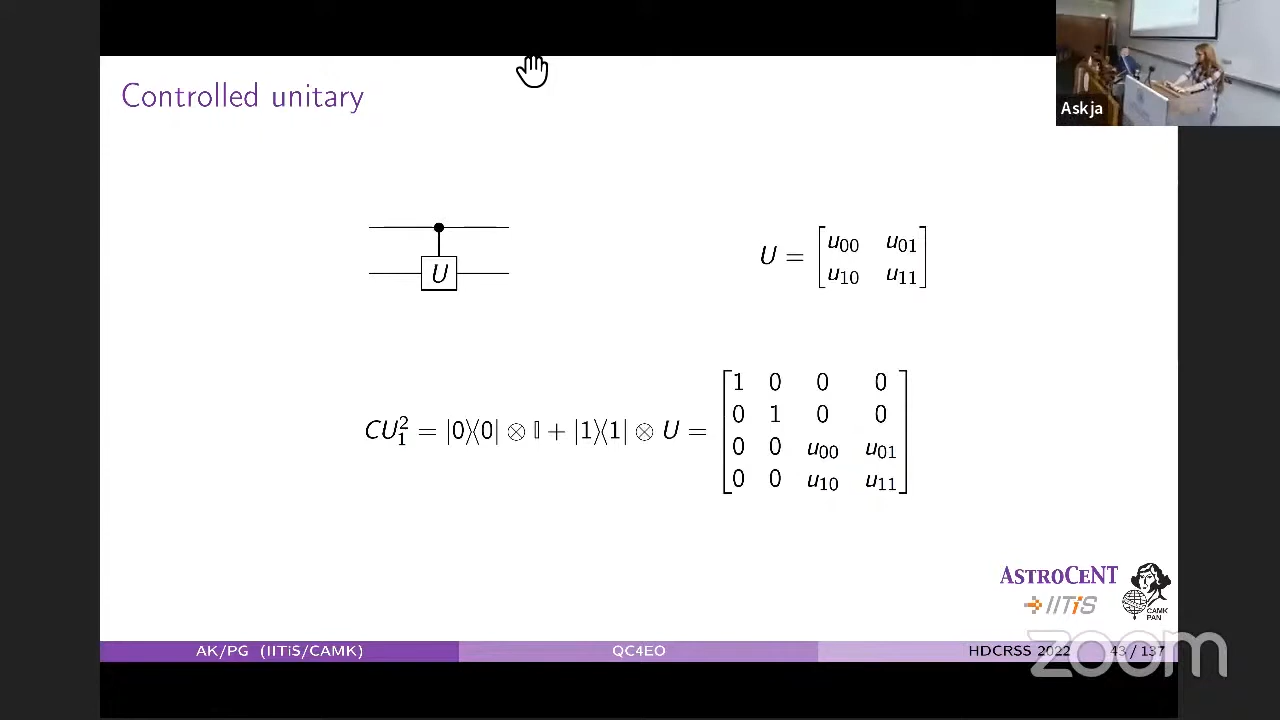 Controlled unitary
Askja
U
U = [u00 u01
u10 u11]
CU₁² = |0⟩⟨0| ⊗ 𝕀 + |1⟩⟨1| ⊗ U =
1 0 0 0
0 1 0 0
0 0 u00 u01
0 0 u10 u11
ASTROCENT
IITiS
CAMK
PAN
AK/PG (IITiS/CAMK) QC4EO HDCRSS 2022 43 / 137
zoom